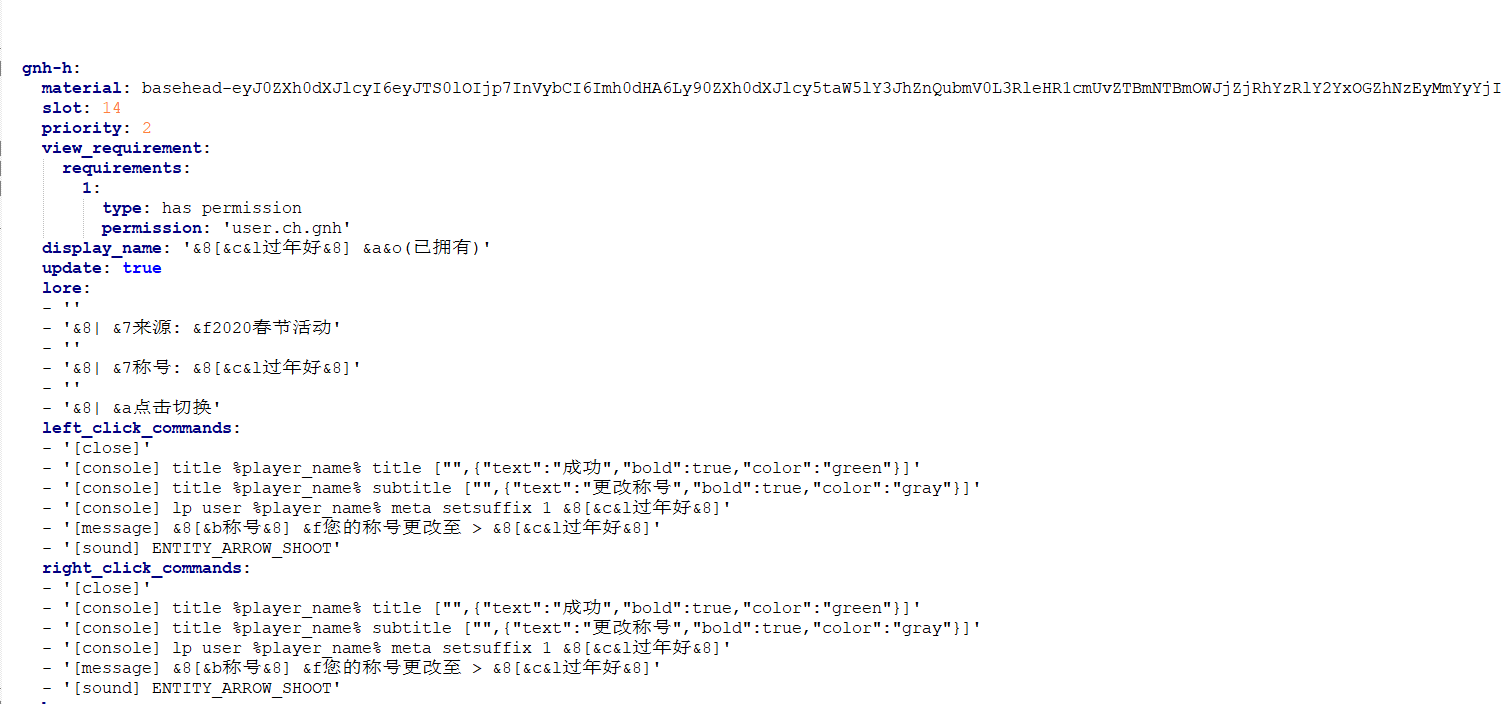 gnh-h:
material: basehead-eyJ0ZXh0dXJlcyI6eyJTS0lOIjp7InVybCI6Imh0dHA6Ly90ZXh0dXJlcy5taW5lY3JhZnQubmV0L3RleHR1cmUvZTBmNTBmOWJjZjRhYzRlY2YxOGZhNzEyMmYyYjI
slot: 14
priority: 2
view_requirement:
requirements:
1:
type: has permission
permission: 'user.ch.gnh'
display_name: '&8[&c&l过年好&8] &a&o(已拥有)'
update: true
lore:
- ''
- '&8| &7来源: &f2020春节活动'
- ''
- '&8| &7称号: &8[&c&l过年好&8]'
- ''
- '&8| &a点击切换'
left_click_commands:
- '[close]'
- '[console] title %player_name% title ["",{"text":"成功","bold":true,"color":"green"}]'
- '[console] title %player_name% subtitle ["",{"text":"更改称号","bold":true,"color":"gray"}]'
- '[console] lp user %player_name% meta setsuffix 1 &8[&c&l过年好&8]'
- '[message] &8[&b称号&8] &f您的称号更改至 > &8[&c&l过年好&8]'
- '[sound] ENTITY_ARROW_SHOOT'
right_click_commands:
- '[close]'
- '[console] title %player_name% title ["",{"text":"成功","bold":true,"color":"green"}]'
- '[console] title %player_name% subtitle ["",{"text":"更改称号","bold":true,"color":"gray"}]'
- '[console] lp user %player_name% meta setsuffix 1 &8[&c&l过年好&8]'
- '[message] &8[&b称号&8] &f您的称号更改至 > &8[&c&l过年好&8]'
- '[sound] ENTITY_ARROW_SHOOT'